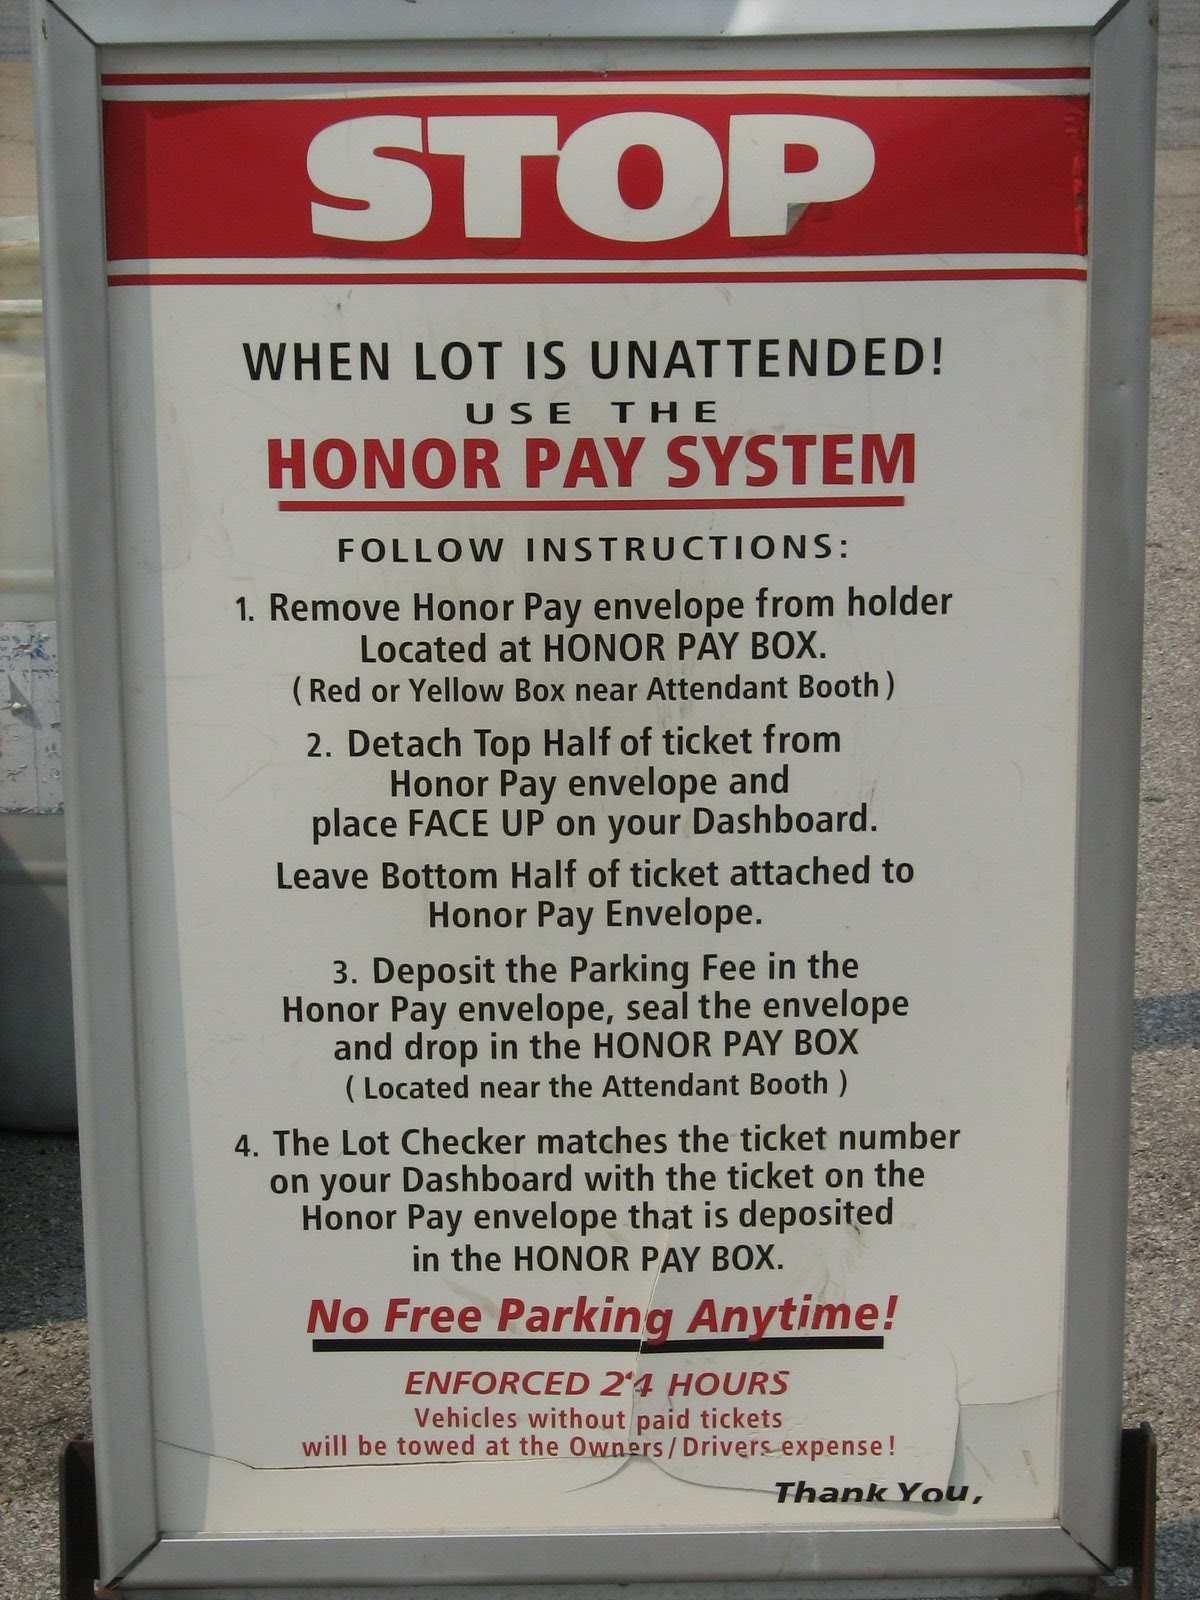 STOP
WHEN LOT IS UNATTENDED!
USE THE
HONOR PAY SYSTEM
FOLLOW INSTRUCTIONS:
1. Remove Honor Pay envelope from holder
Located at HONOR PAY BOX.
( Red or Yellow Box near Attendant Booth )
2. Detach Top Half of ticket from
Honor Pay envelope and
place FACE UP on your Dashboard.
Leave Bottom Half of ticket attached to
Honor Pay Envelope.
3. Deposit the Parking Fee in the
Honor Pay envelope, seal the envelope
and drop in the HONOR PAY BOX
( Located near the Attendant Booth )
4. The Lot Checker matches the ticket number
on your Dashboard with the ticket on the
Honor Pay envelope that is deposited
in the HONOR PAY BOX.
No Free Parking Anytime!
ENFORCED 24 HOURS
Vehicles without paid tickets
will be towed at the Owners/Drivers expense!
Thank You,